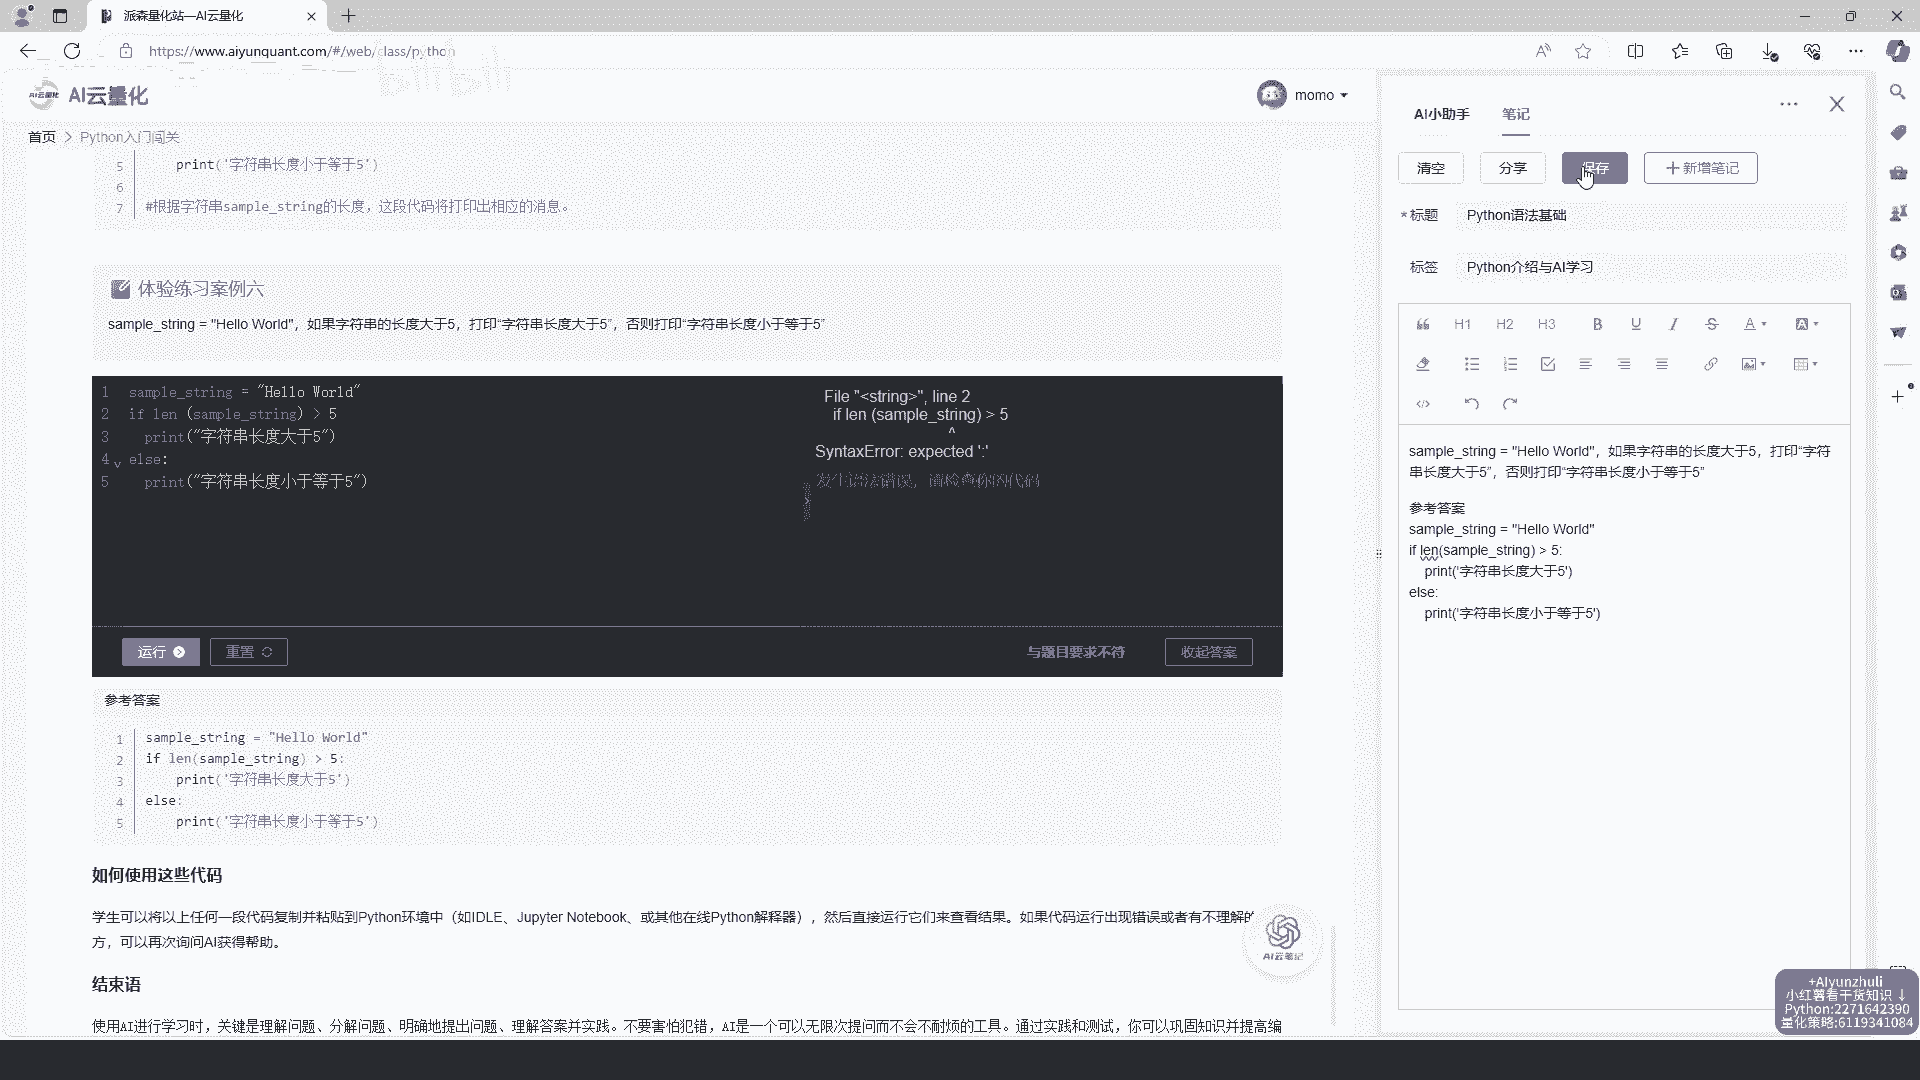 派森量化站—AI云量化
https://www.aiyunquant.com/#/web/class/python
AI云量化
momo
首页 > Python入门闯关
5 print('字符串长度小于等于5')
6
7 #根据字符串sample_string的长度，这段代码将打印出相应的消息。
体验练习案例六
sample_string = "Hello World"，如果字符串的长度大于5，打印“字符串长度大于5”，否则打印“字符串长度小于等于5”
1 sample_string = "Hello World"
2 if len (sample_string) > 5
3 print("字符串长度大于5")
4 else:
5 print("字符串长度小于等于5")
File "<string>", line 2
if len (sample_string) > 5
^
SyntaxError: expected ':'
发生语法错误，请检查你的代码
运行
重置
与题目要求不符
收起答案
参考答案
1 sample_string = "Hello World"
2 if len(sample_string) > 5:
3 print('字符串长度大于5')
4 else:
5 print('字符串长度小于等于5')
如何使用这些代码
学生可以将以上任何一段代码复制并粘贴到Python环境中（如IDLE、Jupyter Notebook、或其他在线Python解释器），然后直接运行它们来查看结果。如果代码运行出现错误或者有不理解的
方，可以再次询问AI获得帮助。
结束语
使用AI进行学习时，关键是理解问题、分解问题、明确地提出问题、理解答案并实践。不要害怕犯错，AI是一个可以无限次提问而不会不耐烦的工具。通过实践和测试，你可以巩固知识并提高编
AI云笔记
AI小助手
笔记
清空
分享
保存
+新增笔记
*标题 Python语法基础
标签 Python介绍与AI学习
H1 H2 H3 B U I S A A
sample_string = "Hello World"，如果字符串的长度大于5，打印“字符
串长度大于5”，否则打印“字符串长度小于等于5”
参考答案
sample_string = "Hello World"
if len(sample_string) > 5:
print('字符串长度大于5')
else:
print('字符串长度小于等于5')
+AIyunzhuli
小红薯看干货知识 ↓
Python:2271642390
量化策略:6119341084
bilibili